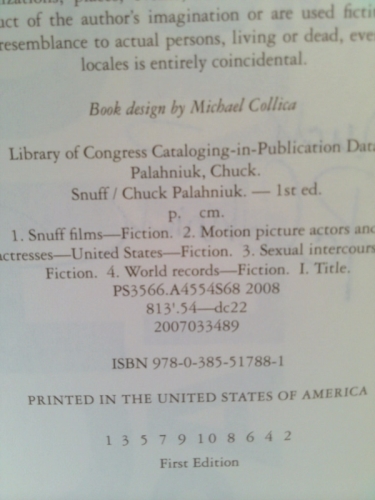 uct of the author's imagination or are used ficti
resemblance to actual persons, living or dead, eve
locales is entirely coincidental.
Book design by Michael Collica
Library of Congress Cataloging-in-Publication Data
Palahniuk, Chuck.
Snuff / Chuck Palahniuk. — 1st ed.
p. cm.
1. Snuff films—Fiction. 2. Motion picture actors and
actresses—United States—Fiction. 3. Sexual intercours
Fiction. 4. World records—Fiction. I. Title.
PS3566.A4554S68 2008
813'.54—dc22
2007033489
ISBN 978-0-385-51788-1
PRINTED IN THE UNITED STATES OF AMERICA
1 3 5 7 9 10 8 6 4 2
First Edition